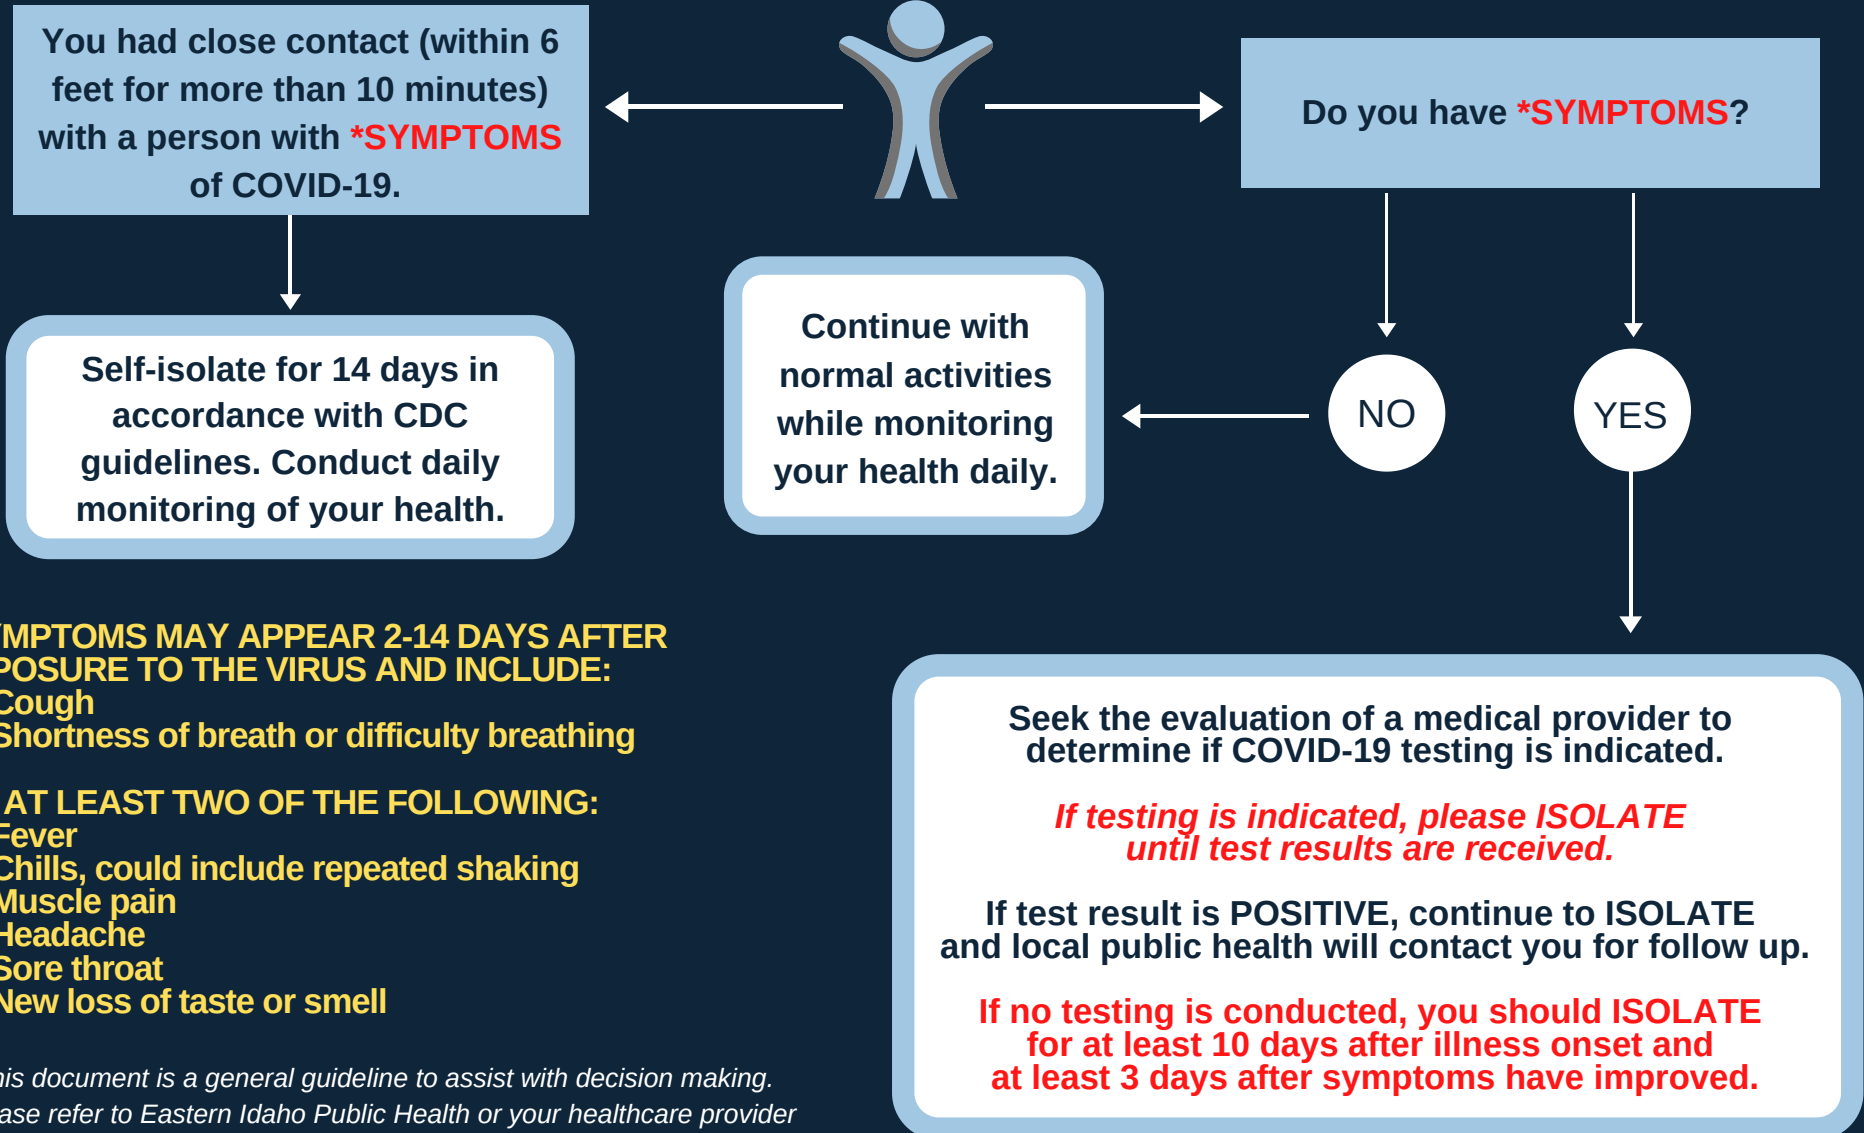 You had close contact (within 6
feet for more than 10 minutes)
with a person with *SYMPTOMS
of COVID-19.
Do you have *SYMPTOMS?
Self-isolate for 14 days in
accordance with CDC
guidelines. Conduct daily
monitoring of your health.
Continue with
normal activities
while monitoring
your health daily.
NO
YES
YMPTOMS MAY APPEAR 2-14 DAYS AFTER
POSURE TO THE VIRUS AND INCLUDE:
Cough
Shortness of breath or difficulty breathing
AT LEAST TWO OF THE FOLLOWING:
Fever
Chills, could include repeated shaking
Muscle pain
Headache
Sore throat
New loss of taste or smell
his document is a general guideline to assist with decision making.
ase refer to Eastern Idaho Public Health or your healthcare provider
Seek the evaluation of a medical provider to
determine if COVID-19 testing is indicated.
If testing is indicated, please ISOLATE
until test results are received.
If test result is POSITIVE, continue to ISOLATE
and local public health will contact you for follow up.
If no testing is conducted, you should ISOLATE
for at least 10 days after illness onset and
at least 3 days after symptoms have improved.